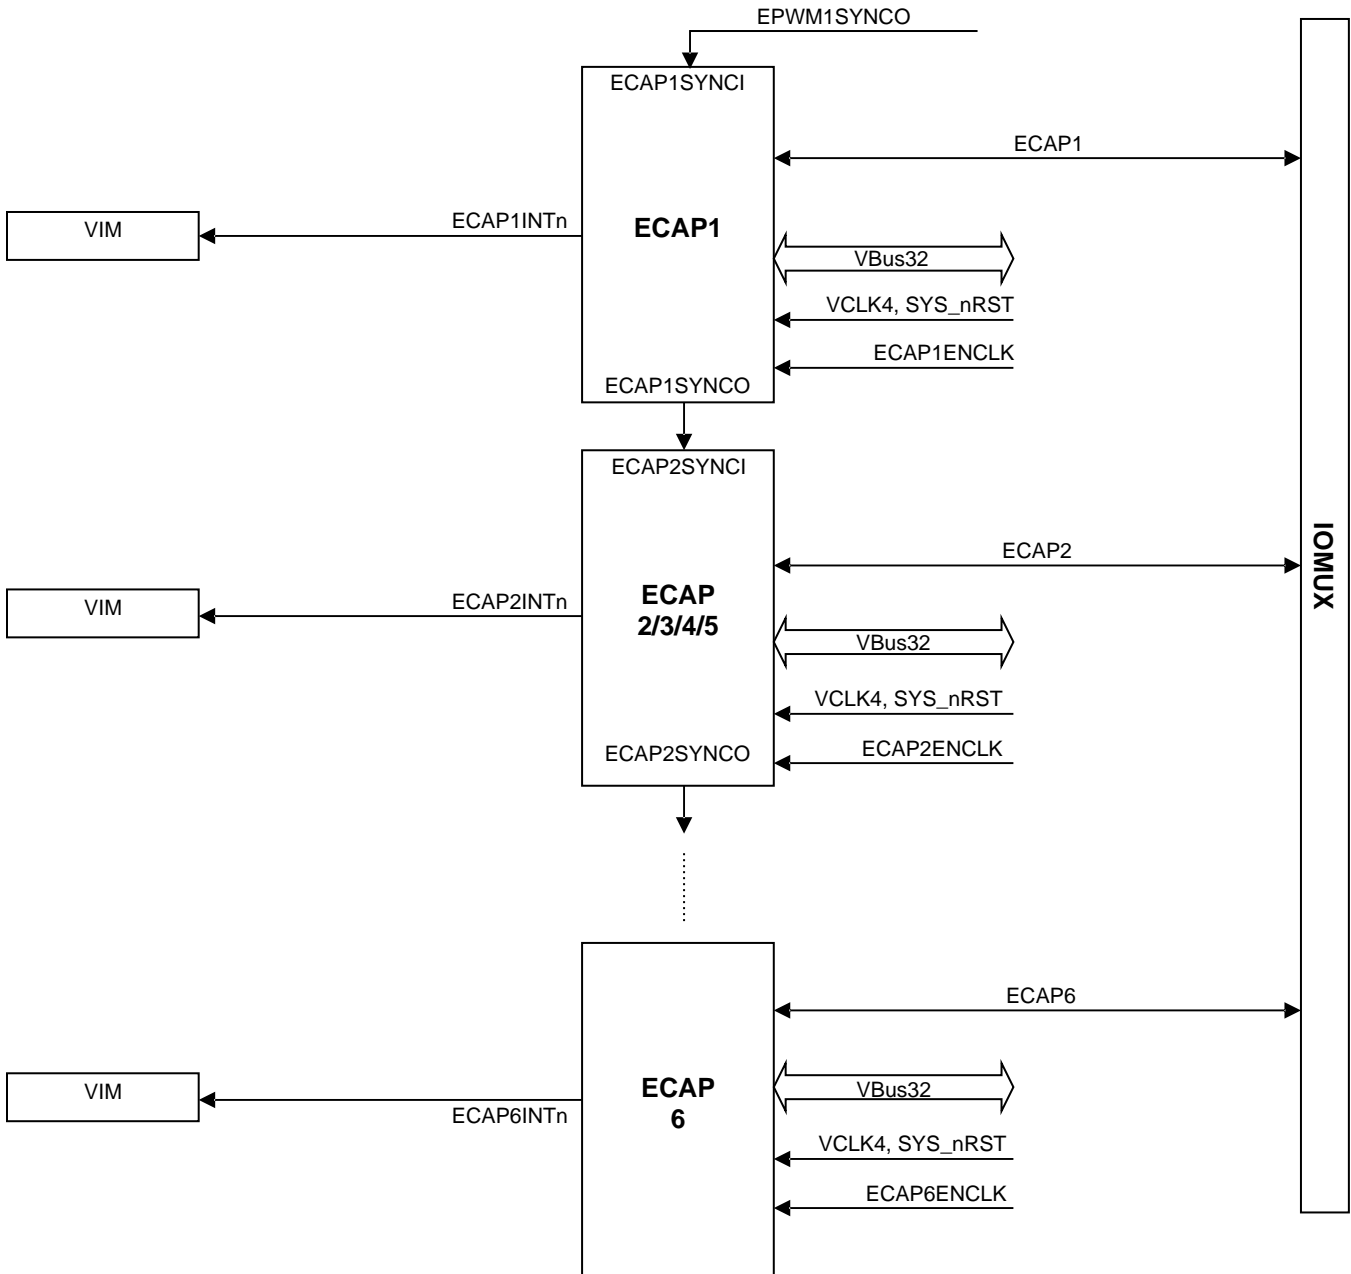 EPWM1SYNCO
ECAP1SYNCI
ECAP1
VIM
ECAP1INTn
ECAP1
VBus32
VCLK4, SYS_nRST
ECAP1ENCLK
ECAP1SYNCO
ECAP2SYNCI
IOMUX
ECAP2
VIM
ECAP2INTn
ECAP
2/3/4/5
VBus32
VCLK4, SYS_nRST
ECAP2SYNCO
ECAP2ENCLK
ECAP6
VIM
ECAP6INTn
ECAP
6
VBus32
VCLK4, SYS_nRST
ECAP6ENCLK